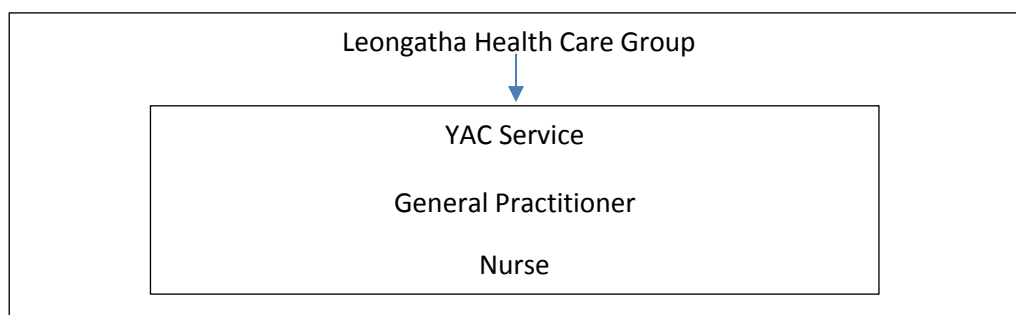 Leongatha Health Care Group
YAC Service
General Practitioner
Nurse